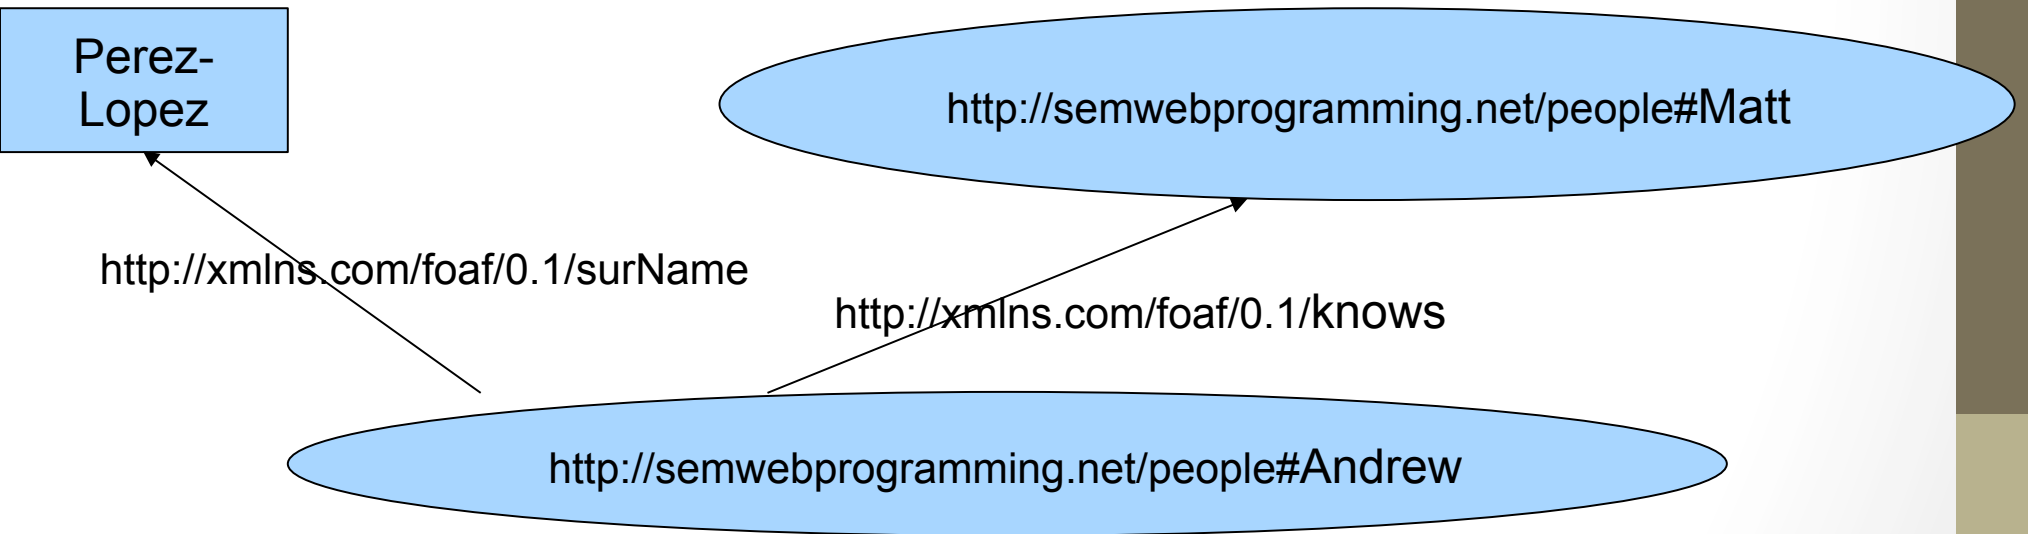 Perez-
Lopez
http://semwebprogramming.net/people#Matt
http://xmlns.com/foaf/0.1/surName
http://xmlns.com/foaf/0.1/knows
http://semwebprogramming.net/people#Andrew